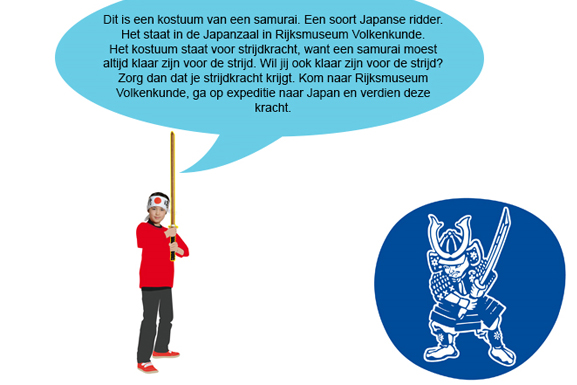 Dit is een kostuum van een samurai. Een soort Japanse ridder.
Het staat in de Japanzaal in Rijksmuseum Volkenkunde.
Het kostuum staat voor strijdkracht, want een samurai moest
altijd klaar zijn voor de strijd. Wil jij ook klaar zijn voor de strijd?
Zorg dan dat je strijdkracht krijgt. Kom naar Rijksmuseum
Volkenkunde, ga op expeditie naar Japan en verdien deze
kracht.